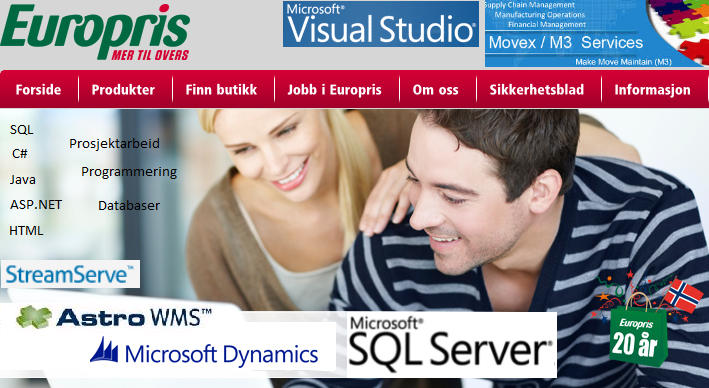 Europris
MER TIL OVERS
Microsoft®
Visual Studio®
Supply Chain Management
Manufacturing Operations
Financial Management
Movex / M3 Services
Make Move Maintain (M3)
Forside
Produkter
Finn butikk
Jobb i Europris
Om oss
Sikkerhetsblad
Informasjon
SQL
C#
Java
ASP.NET
HTML
Prosjektarbeid
Programmering
Databaser
StreamServe™
Astro WMS™
Microsoft Dynamics
Microsoft®
SQL Server®
Europris
20 år